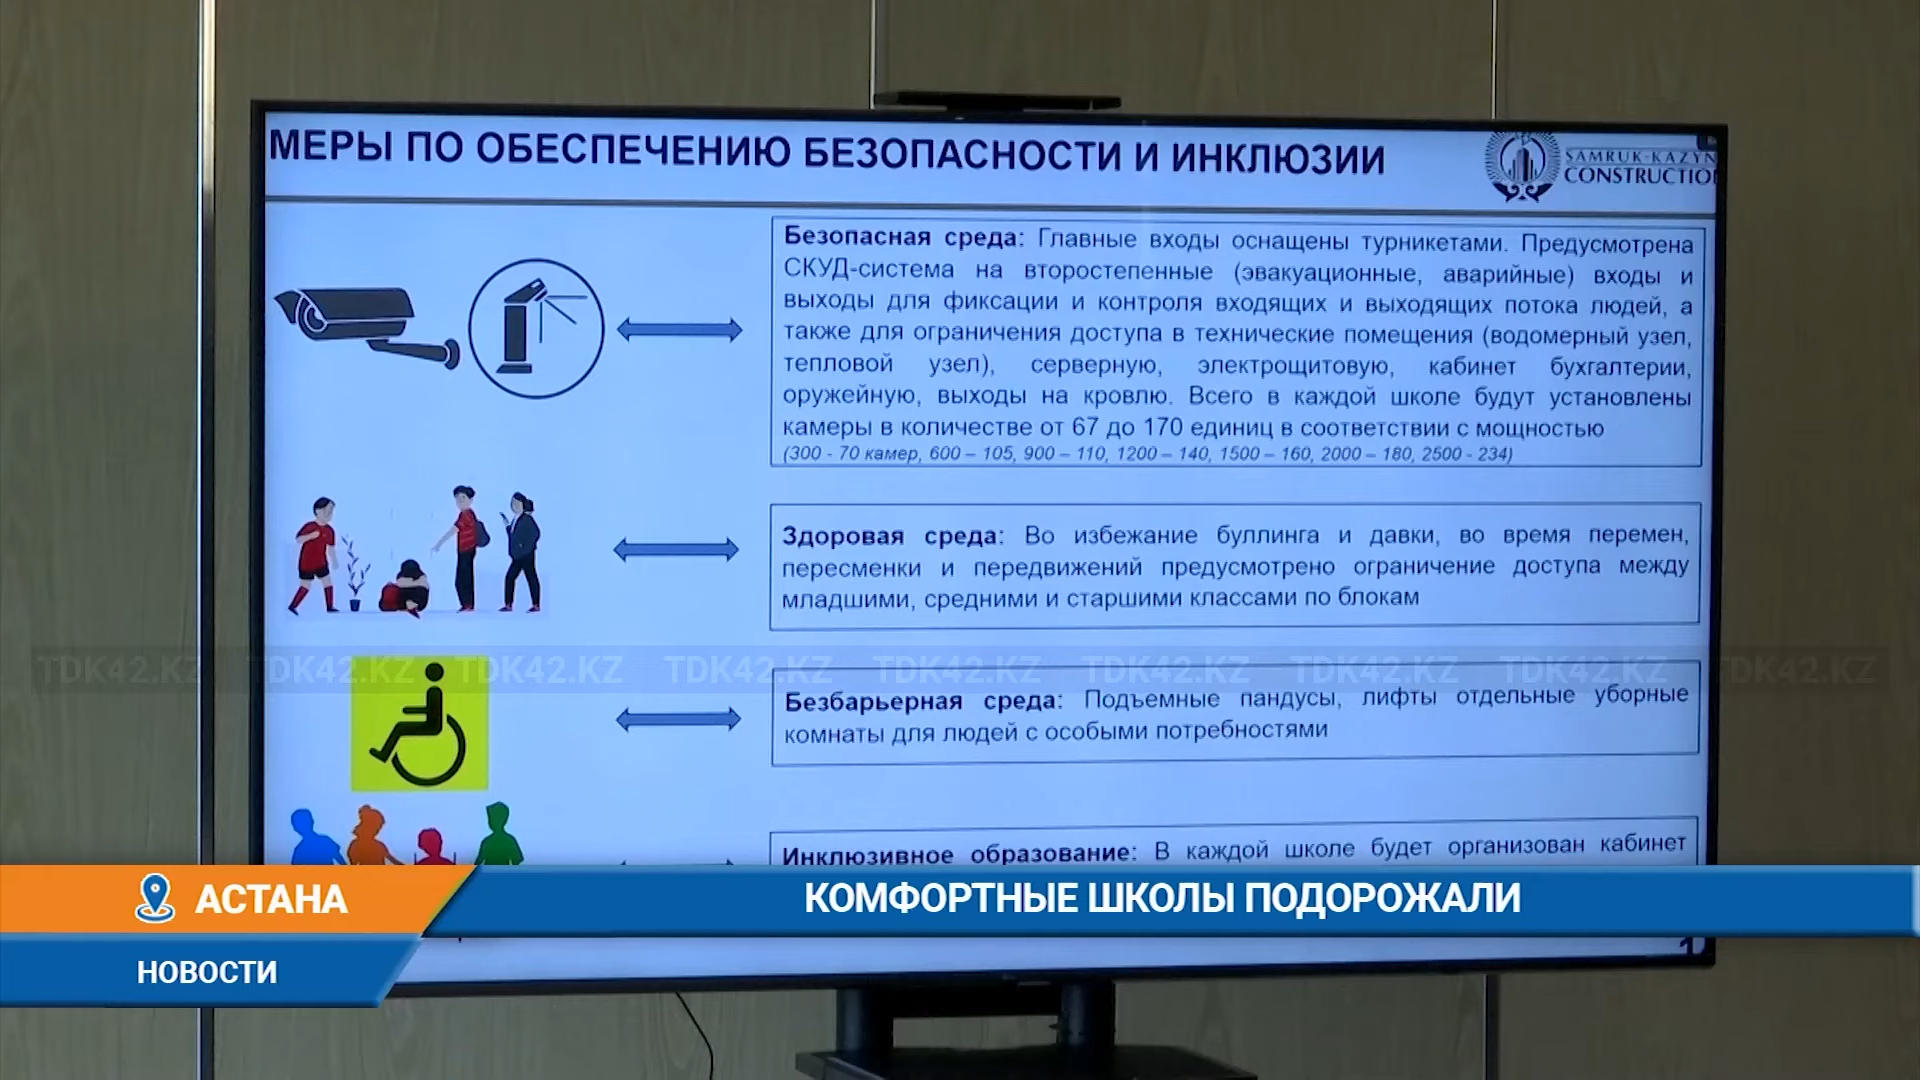 МЕРЫ ПО ОБЕСПЕЧЕНИЮ БЕЗОПАСНОСТИ И ИНКЛЮЗИИ
SAMRUK-KAZYN
CONSTRUCTIO
Безопасная среда: Главные входы оснащены турникетами. Предусмотрена
СКУД-система на второстепенные (эвакуационные, аварийные) входы и
выходы для фиксации и контроля входящих и выходящих потока людей, а
также для ограничения доступа в технические помещения (водомерный узел,
тепловой узел), серверную, электрощитовую, кабинет бухгалтерии,
оружейную, выходы на кровлю. Всего в каждой школе будут установлены
камеры в количестве от 67 до 170 единиц в соответствии с мощностью
(300 - 70 камер, 600 – 105, 900 – 110, 1200 – 140, 1500 – 160, 2000 – 180, 2500 - 234)
Здоровая среда: Во избежание буллинга и давки, во время перемен,
пересменки и передвижений предусмотрено ограничение доступа между
младшими, средними и старшими классами по блокам
TDK42.KZ TDK42.KZ TDK42.KZ TDK42.KZ TDK42.KZ TDK42.KZ TDK42.KZ TDK42.KZ TDK42.KZ
Безбарьерная среда: Подъемные пандусы, лифты отдельные уборные
комнаты для людей с особыми потребностями
Инклюзивное образование: В каждой школе будет организован кабинет
АСТАНА
КОМФОРТНЫЕ ШКОЛЫ ПОДОРОЖАЛИ
НОВОСТИ